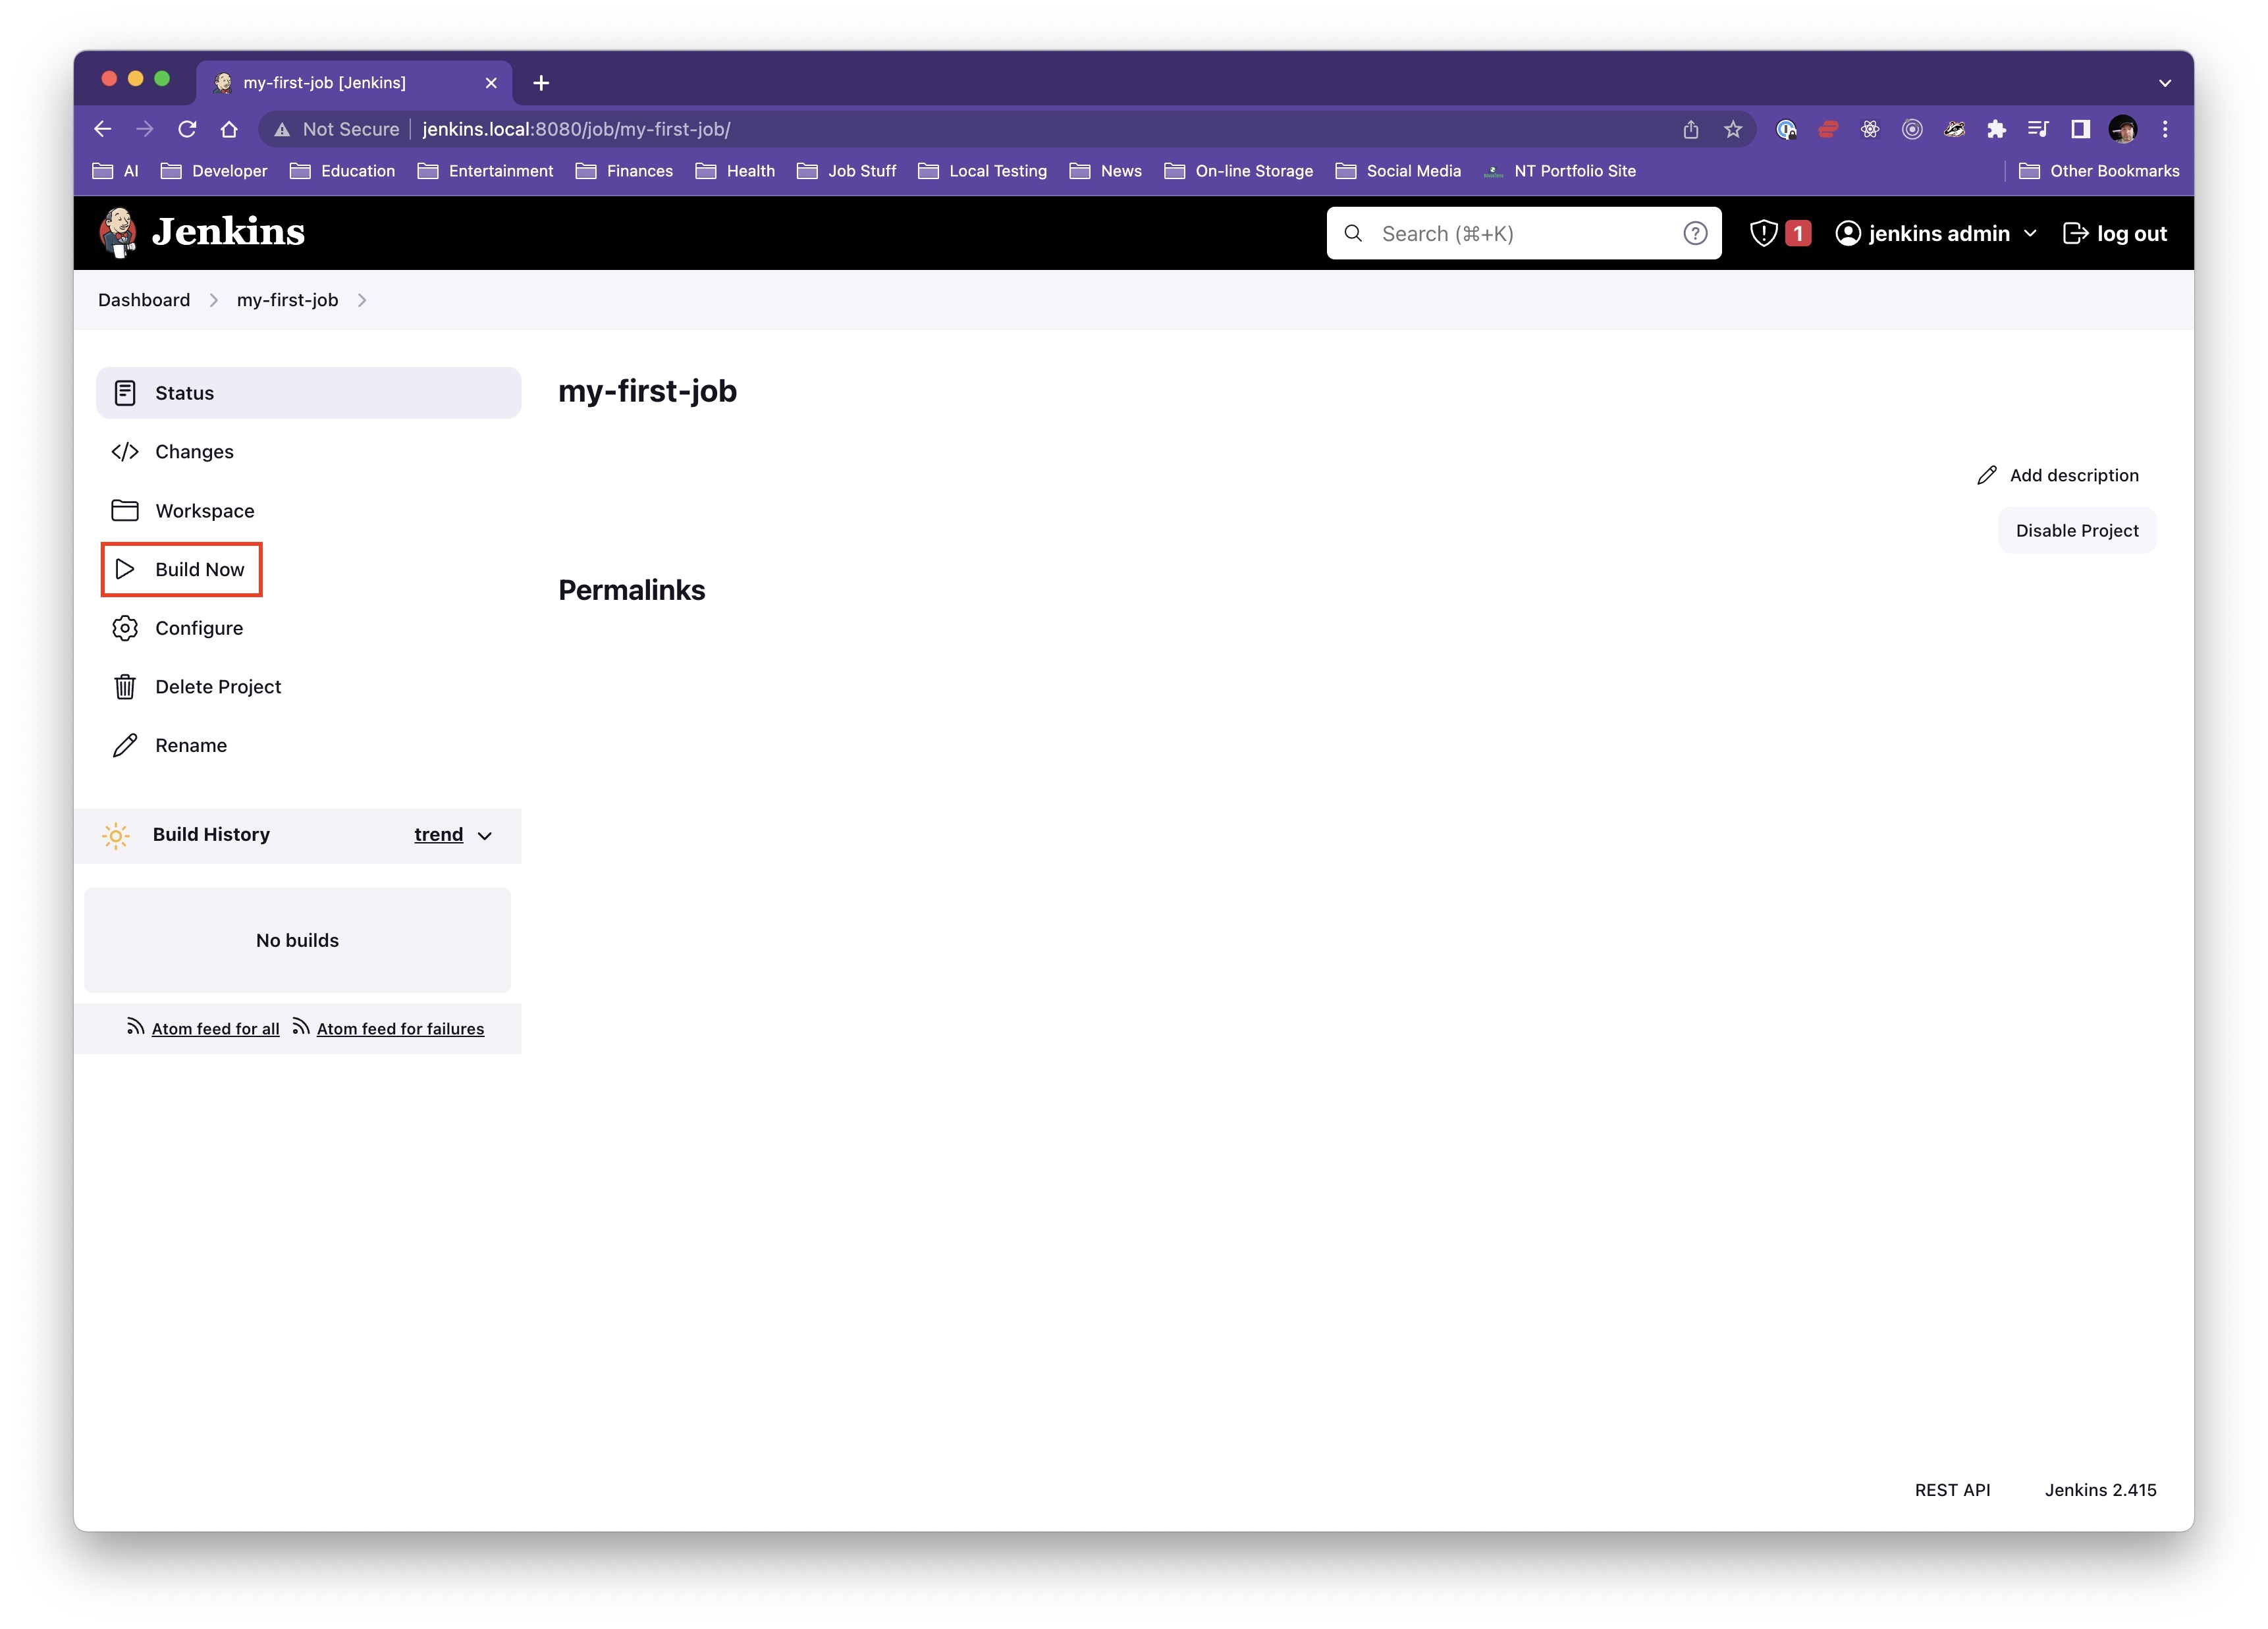 my-first-job [Jenkins]
Not Secure jenkins.local:8080/job/my-first-job/
AI Developer Education Entertainment Finances Health Job Stuff Local Testing News On-line Storage Social Media NT Portfolio Site Other Bookmarks
Jenkins Search (⌘+K) 1 jenkins admin log out
Dashboard my-first-job
Status
Changes
Workspace
Build Now
Configure
Delete Project
Rename
Build History trend
No builds
Atom feed for all Atom feed for failures
my-first-job
Add description
Disable Project
Permalinks
REST API Jenkins 2.415